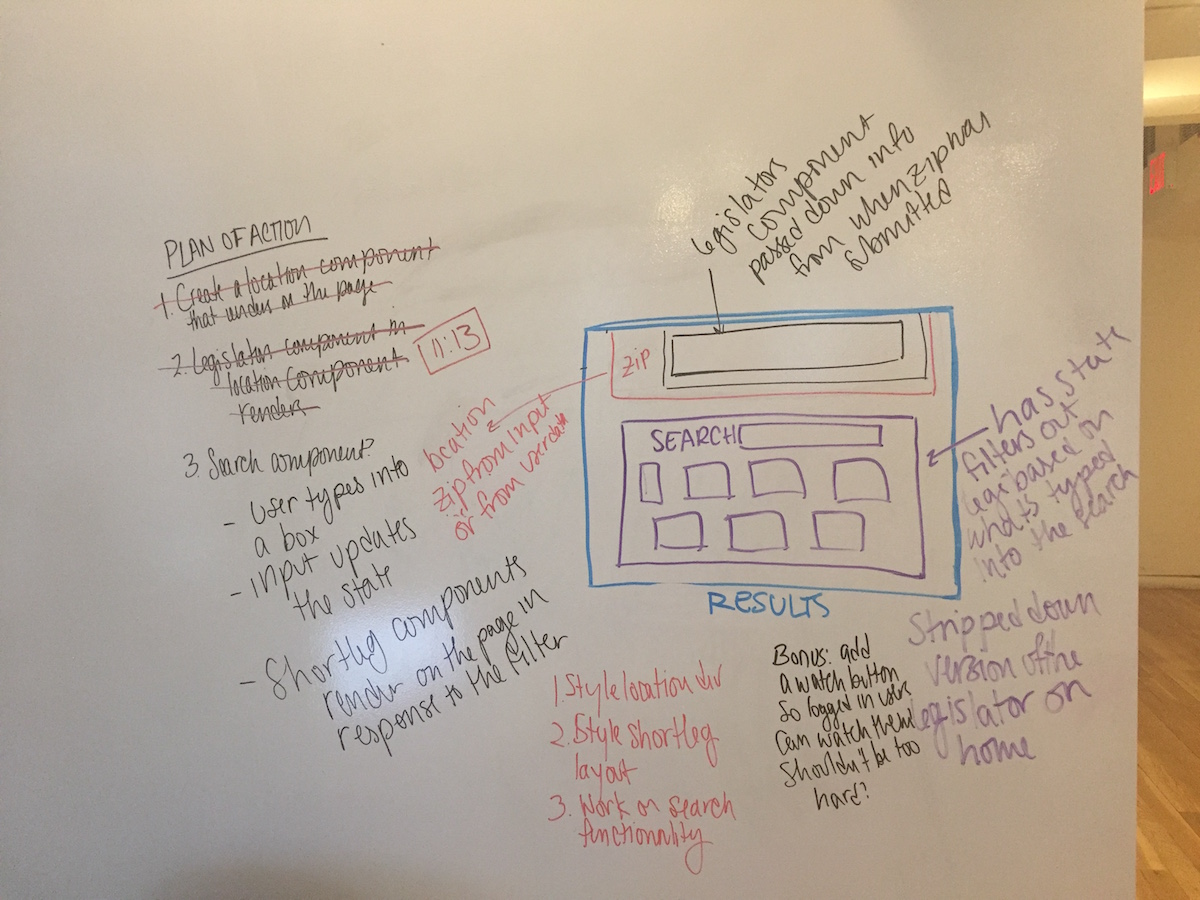 PLAN OF ACTION
1. Create a location component
that renders on the page
2. Legislator component in
location component
renders
11:13
3. Search component?
- user types into
a box
- input updates
the state
- Shortleg components
render on the page in
response to the filter
legislators
component
passed down into
from when zip was
submitted
zip
location
zip from input
or from user data
SEARCH
RESULTS
has state
filters out
leg based on
what is typed
into the search
Stripped down
version of the
legislator on
home
1. Style location div
2. Style shortleg
layout
3. Work on search
functionality
Bonus: add
a watch button
so logged in users
can watch them
shouldn't be too
hard?